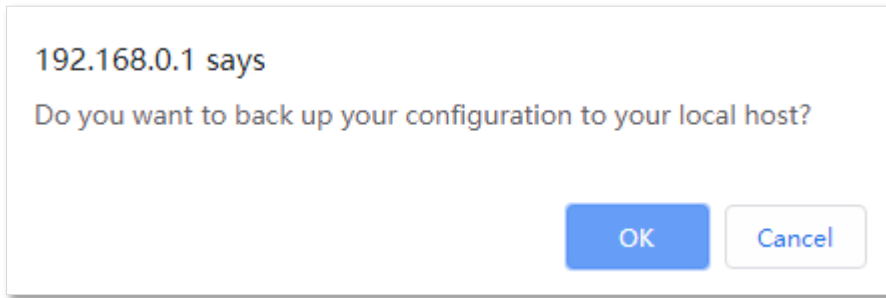 192.168.0.1 says
Do you want to back up your configuration to your local host?
OK
Cancel